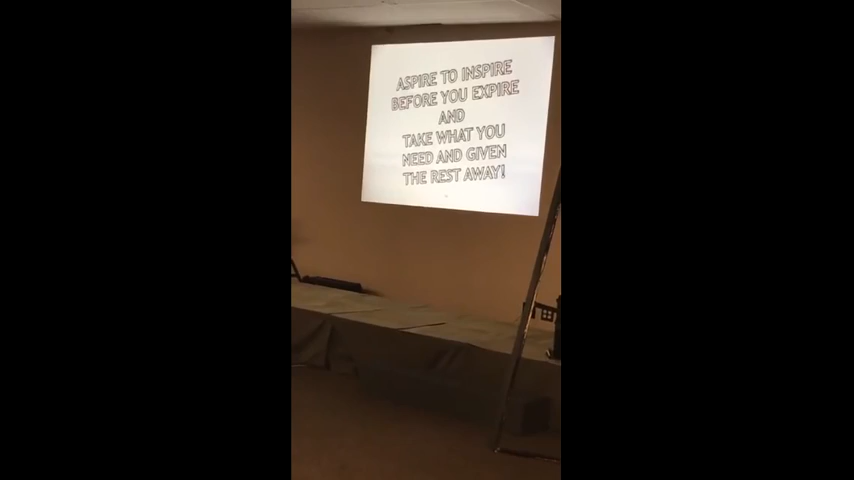 ASPIRE TO INSPIRE
BEFORE YOU EXPIRE
AND
TAKE WHAT YOU
NEED AND GIVEN
THE REST AWAY!